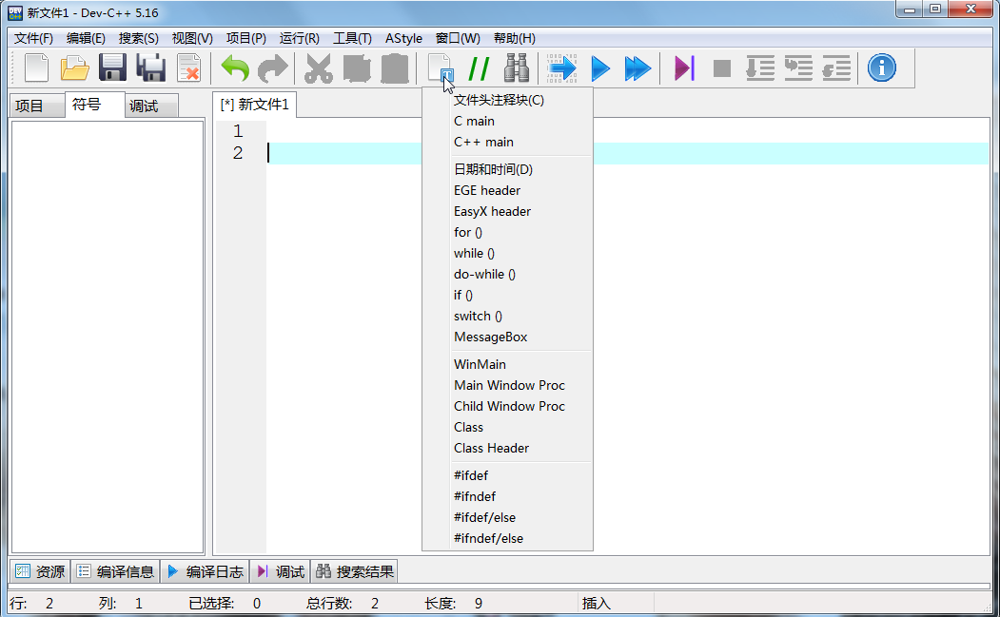 新文件1 - Dev-C++ 5.16
文件(F) 编辑(E) 搜索(S) 视图(V) 项目(P) 运行(R) 工具(T) AStyle 窗口(W) 帮助(H)
项目 符号 调试 [*] 新文件1
1
2
文件头注释块(C)
C main
C++ main
日期和时间(D)
EGE header
EasyX header
for ()
while ()
do-while ()
if ()
switch ()
MessageBox
WinMain
Main Window Proc
Child Window Proc
Class
Class Header
#ifdef
#ifndef
#ifdef/else
#ifndef/else
资源 编译信息 编译日志 调试 搜索结果
行: 2 列: 1 已选择: 0 总行数: 2 长度: 9 插入